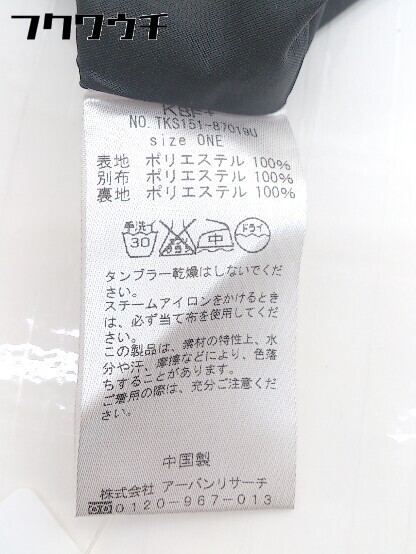 フクウウチ
KBF+
NO. TKS151-87019U
size ONE
表地 ポリエステル 100%
別布 ポリエステル 100%
裏地 ポリエステル 100%
手洗イ
30
中
ドライ
タンブラー乾燥はしないでくだ
さい。
スチームアイロンをかけるとき
は、必ず当て布を使用してくだ
さい。
この製品は、素材の特性上、水
分や汗、摩擦などにより、色落
ちすることがあります。
ご着用の際は、充分ご注意くだ
さい。
中国製
株式会社 アーバンリサーチ
0120-967-013